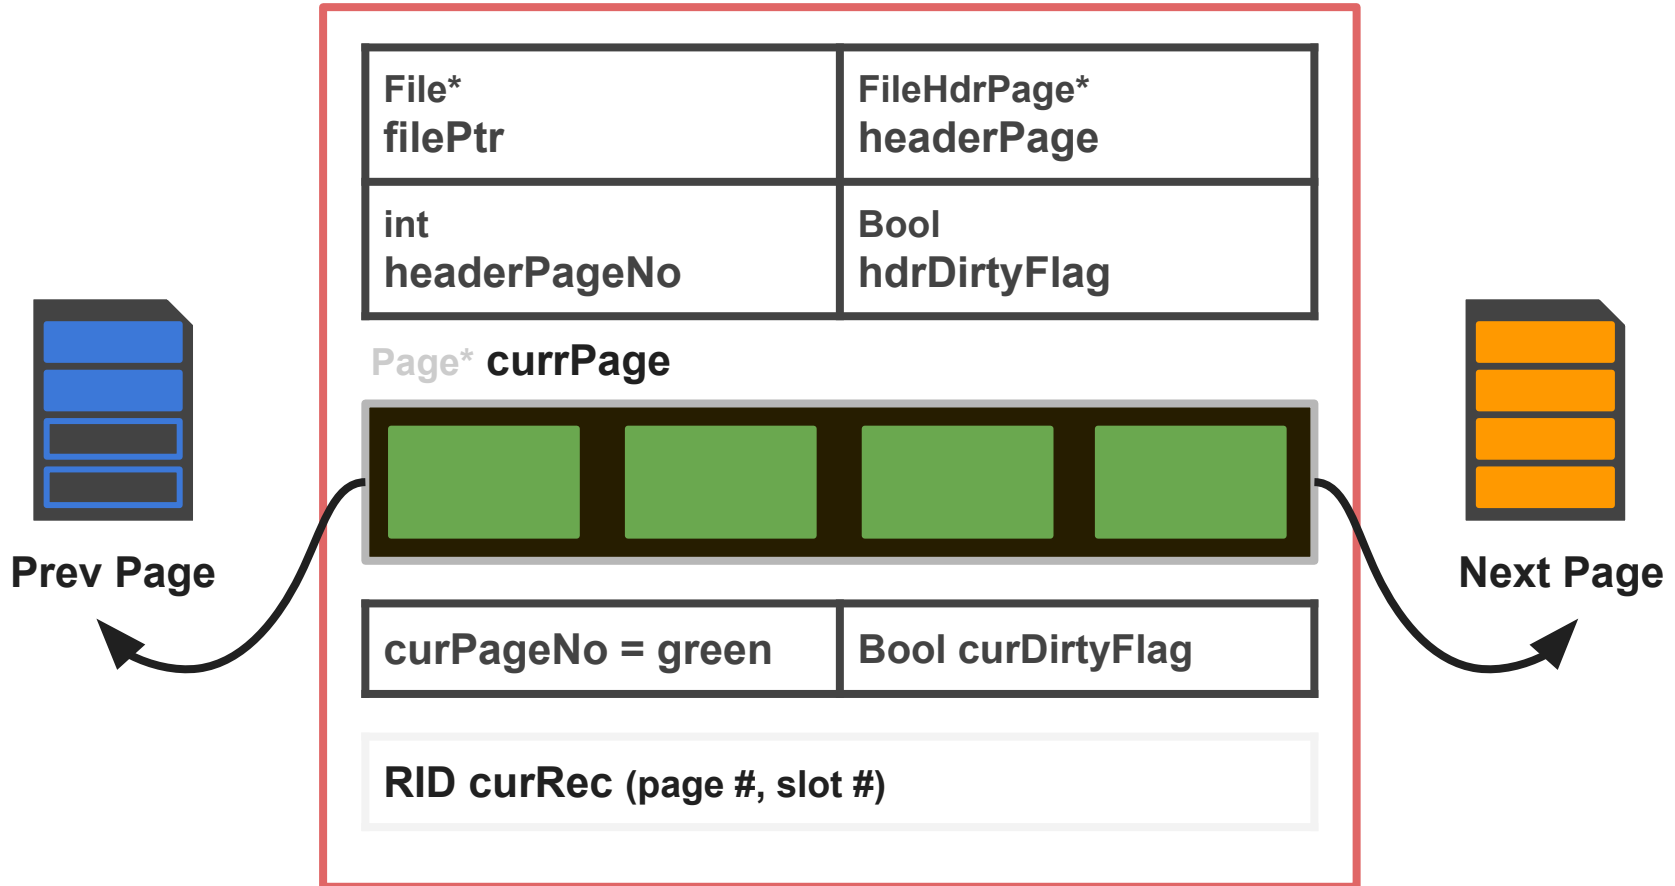 File*
filePtr
FileHdrPage*
headerPage
int
headerPageNo
Bool
hdrDirtyFlag
Page* currPage
Prev Page
Next Page
curPageNo = green
Bool curDirtyFlag
RID curRec (page #, slot #)